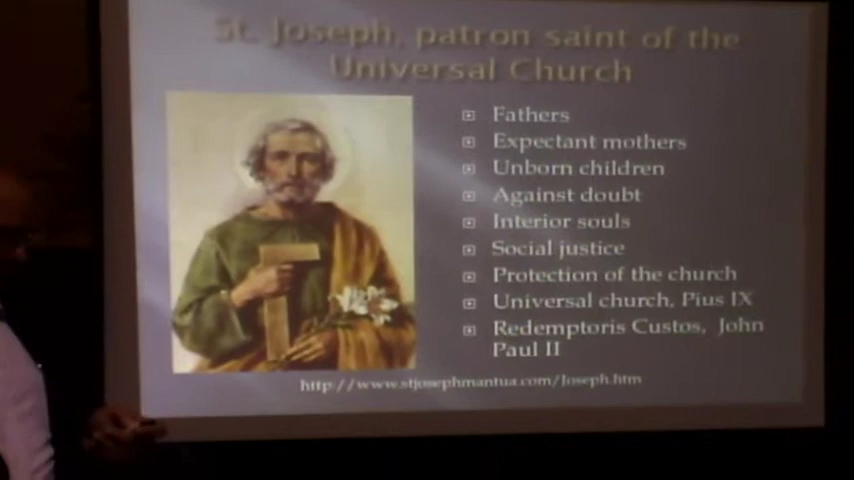 St. Joseph, patron saint of the
Universal Church
Fathers
Expectant mothers
Unborn children
Against doubt
Interior souls
Social justice
Protection of the church
Universal church, Pius IX
Redemptoris Custos, John
Paul II
http://www.stjosephmantua.com/Joseph.htm